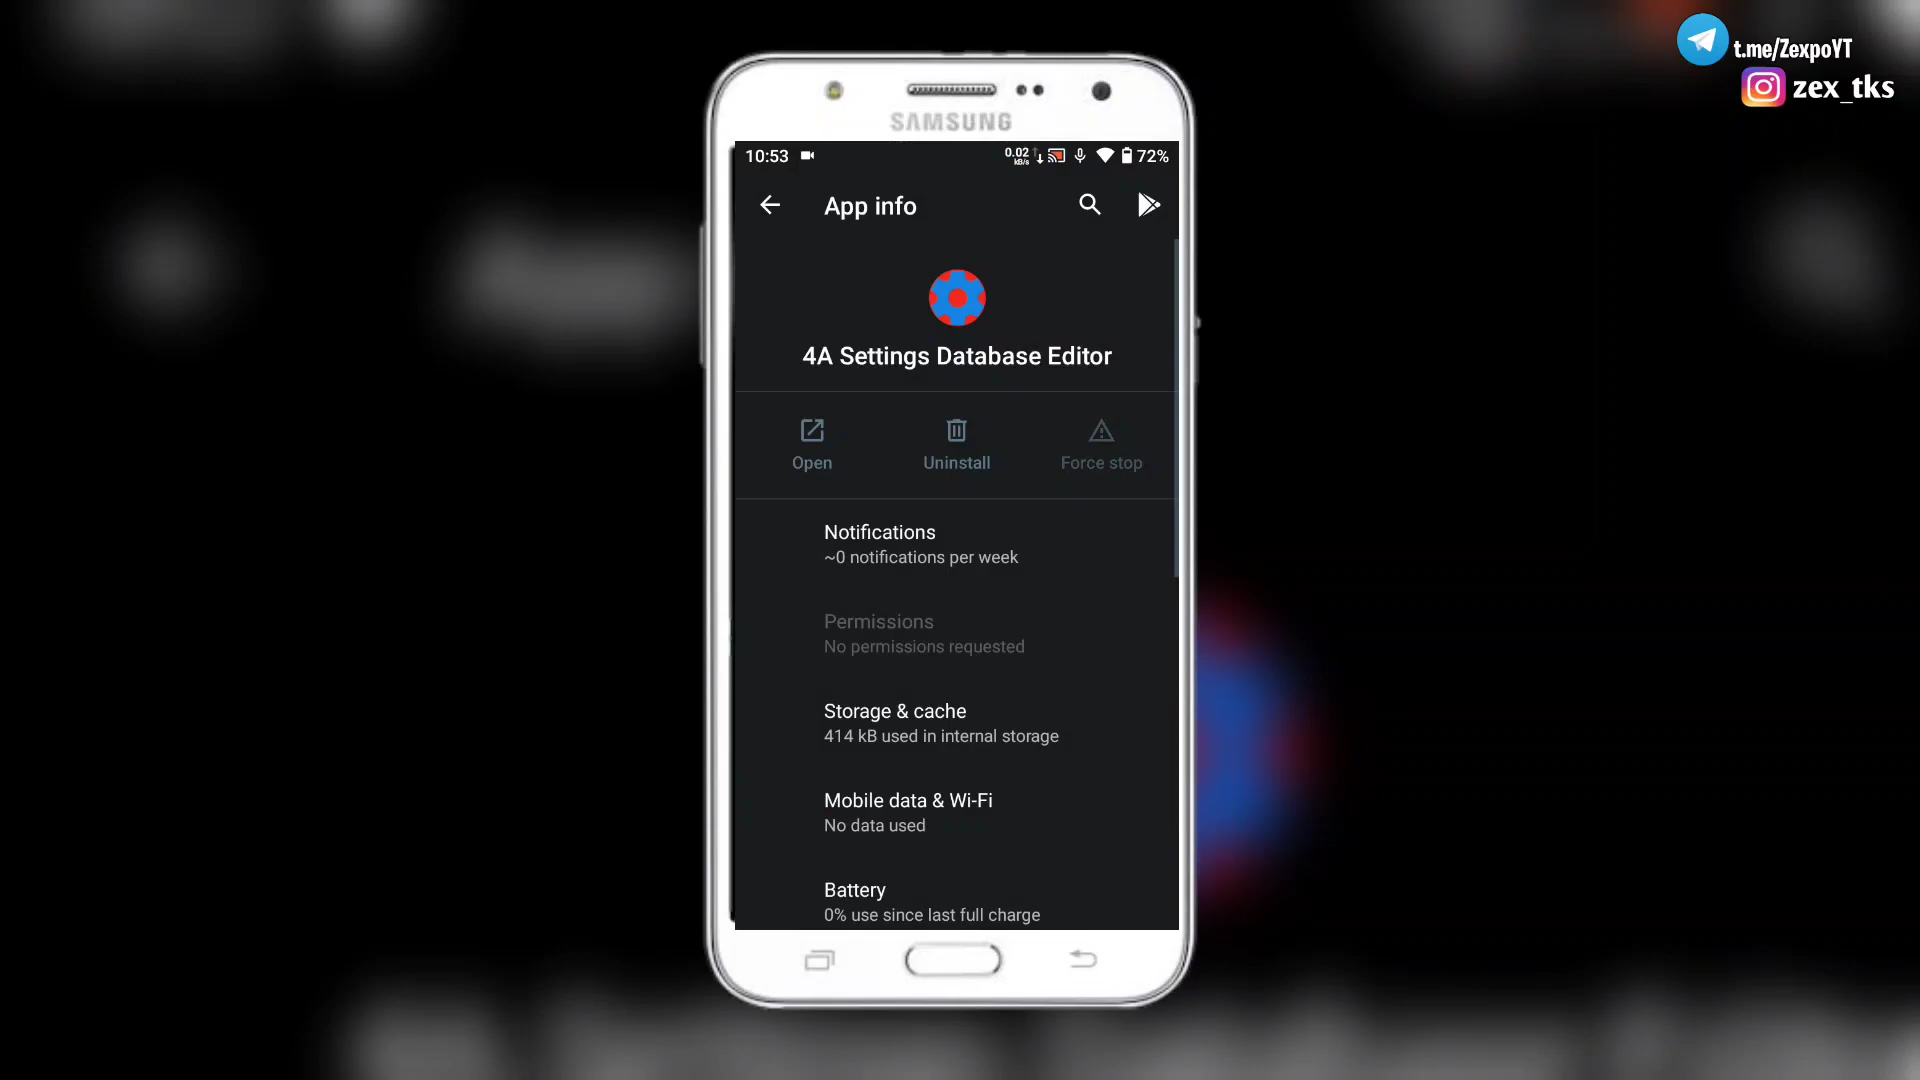 t.me/ZexpoYT
zex_tks
SAMSUNG
10:53
0.02
kB/s
72%
App info
4A Settings Database Editor
Open
Uninstall
Force stop
Notifications
~0 notifications per week
Permissions
No permissions requested
Storage & cache
414 kB used in internal storage
Mobile data & Wi-Fi
No data used
Battery
0% use since last full charge